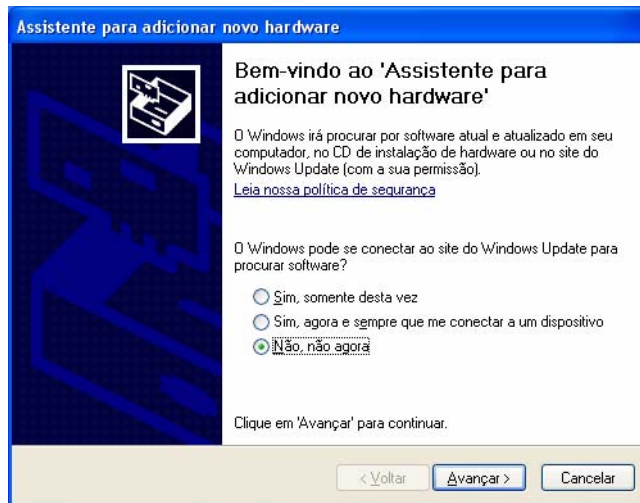 Assistente para adicionar novo hardware
Bem-vindo ao 'Assistente para
adicionar novo hardware'
O Windows irá procurar por software atual e atualizado em seu
computador, no CD de instalação de hardware ou no site do
Windows Update (com a sua permissão).
Leia nossa política de segurança
O Windows pode se conectar ao site do Windows Update para
procurar software?
Sim, somente desta vez
Sim, agora e sempre que me conectar a um dispositivo
Não, não agora
Clique em 'Avançar' para continuar.
< Voltar Avançar > Cancelar